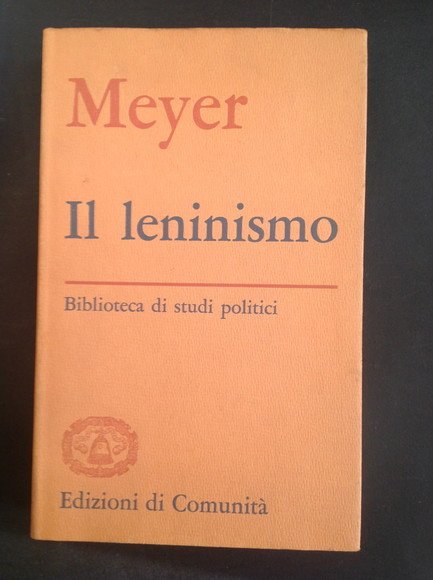 Meyer
Il leninismo
Biblioteca di studi politici
Edizioni di Comunità